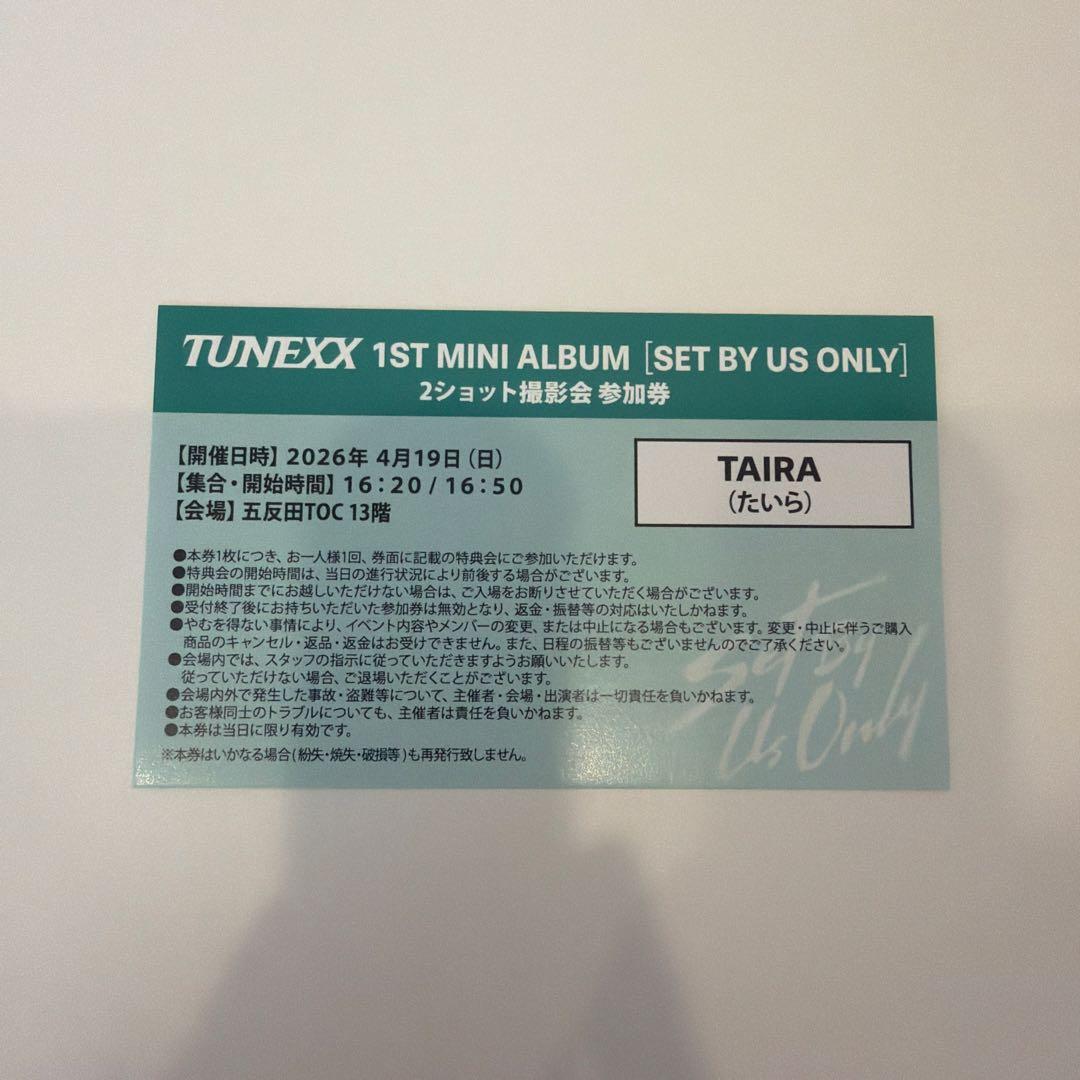 TUNEXX 1ST MINI ALBUM [SET BY US ONLY]
2ショット撮影会 参加券
【開催日時】 2026年 4月19日（日）
【集合・開始時間】 16：20 / 16：50
【会場】 五反田TOC 13階
TAIRA
（たいら）
●本券1枚につき、お一人様1回、券面に記載の特典会にご参加いただけます。
●特典会の開始時間は、当日の進行状況により前後する場合がございます。
●開始時間までにお越しいただけない場合は、ご入場をお断りさせていただく場合がございます。
●受付終了後にお持ちいただいた参加券は無効となり、返金・振替等の対応はいたしかねます。
●やむを得ない事情により、イベント内容やメンバーの変更、または中止になる場合もございます。変更・中止に伴うご購入
商品のキャンセル・返品・返金はお受けできません。また、日程の振替等もございませんのでご了承ください。
●会場内では、スタッフの指示に従っていただきますようお願いいたします。
従っていただけない場合、ご退場いただくことがございます。
●会場内外で発生した事故・盗難等について、主催者・会場・出演者は一切責任を負いかねます。
●お客様同士のトラブルについても、主催者は責任を負いかねます。
●本券は当日に限り有効です。
※本券はいかなる場合(紛失・焼失・破損等)も再発行致しません。
Set by
Us Only